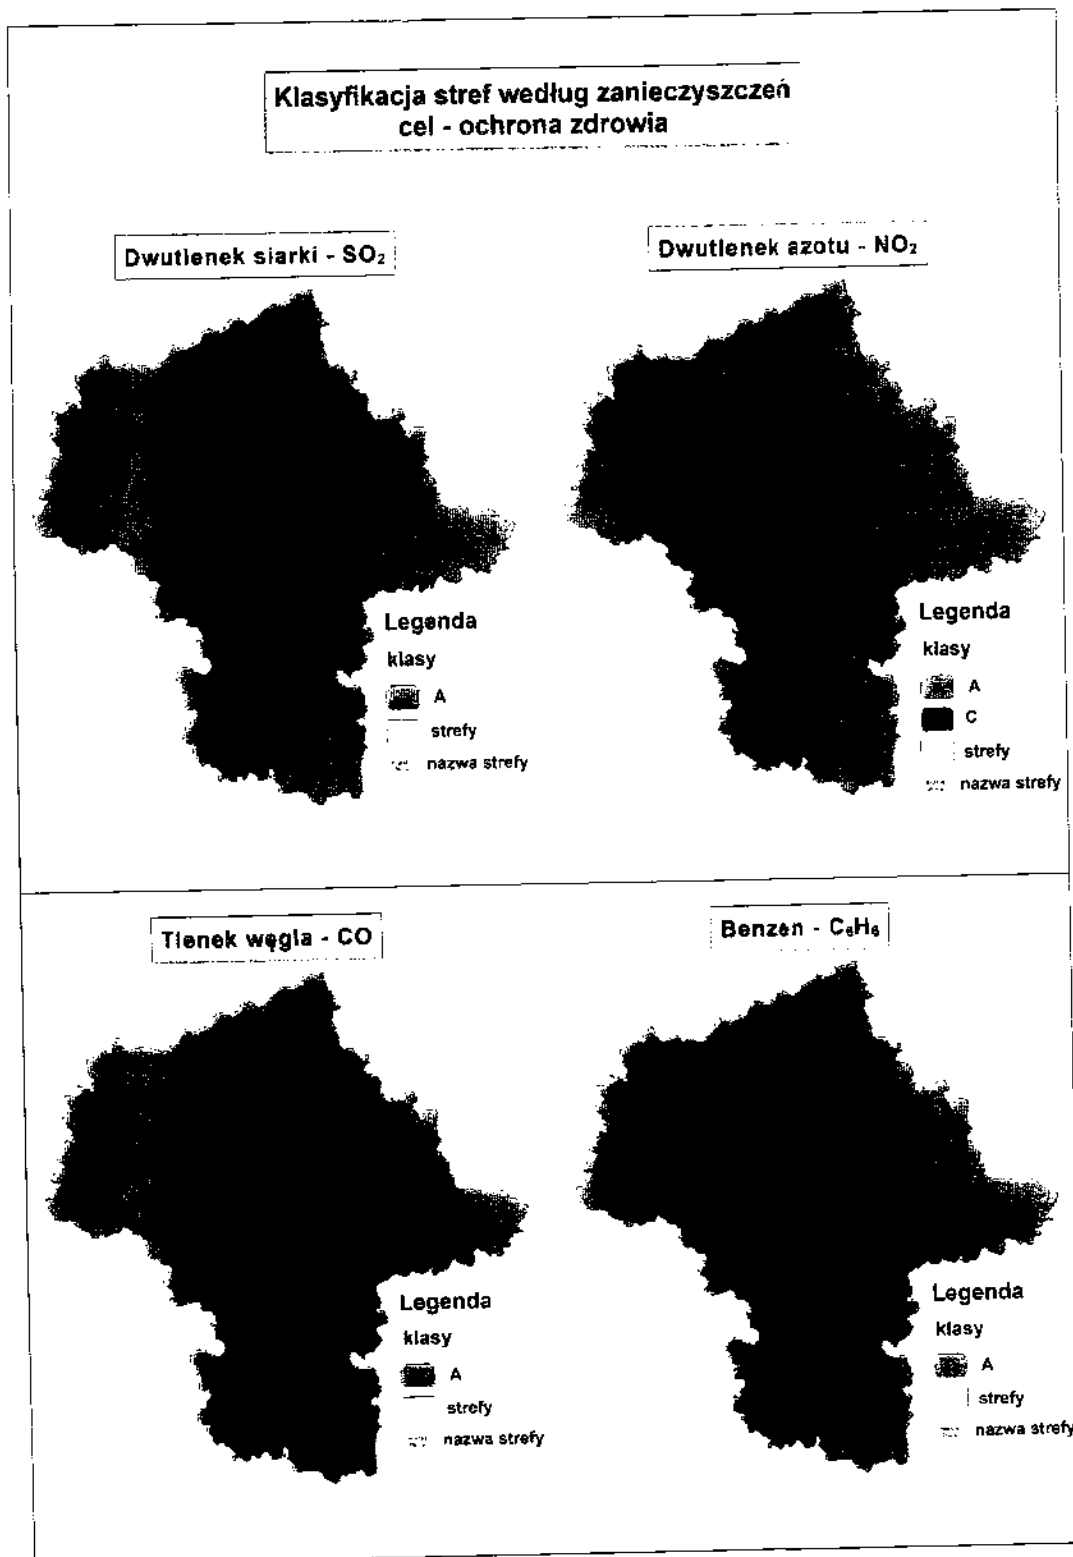 Klasyfikacja stref według zanieczyszczeń
cel - ochrona zdrowia
Dwutlenek siarki - SO₂
Legenda
klasy
A
strefy
nazwa strefy
Dwutlenek azotu - NO₂
Legenda
klasy
A
C
strefy
nazwa strefy
Tlenek węgla - CO
Legenda
klasy
A
strefy
nazwa strefy
Benzen - C₆H₆
Legenda
klasy
A
strefy
nazwa strefy